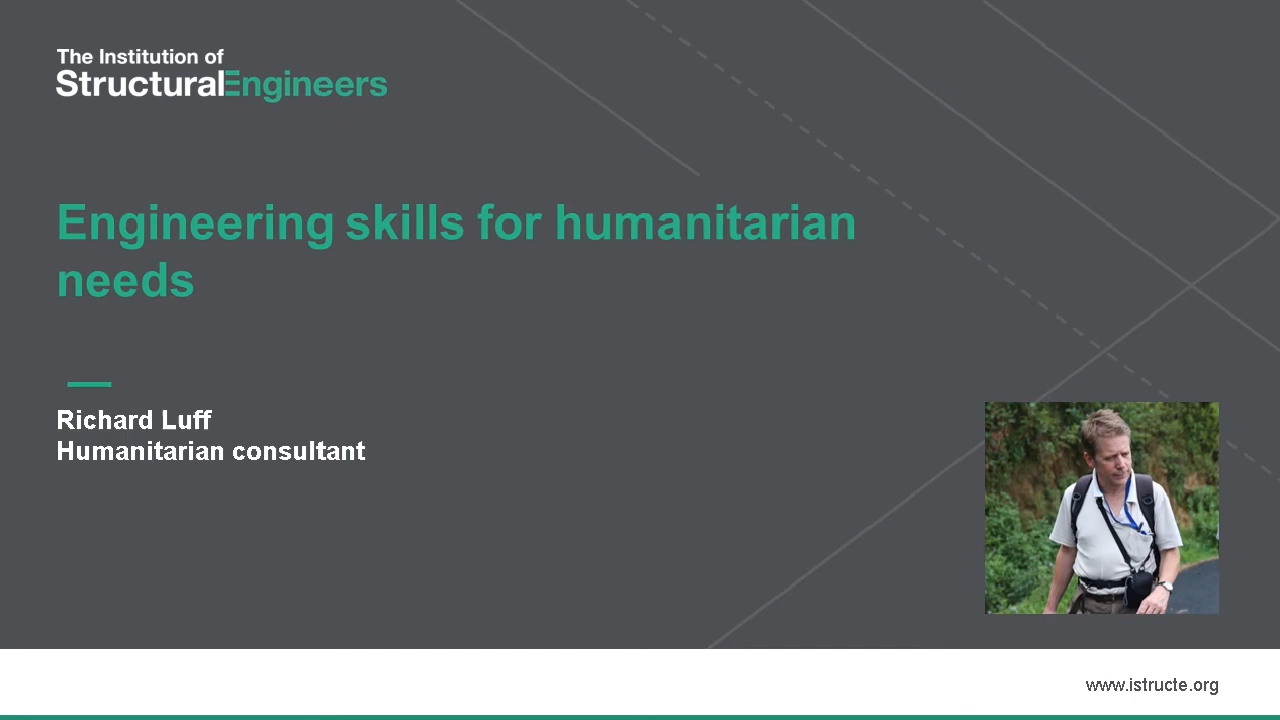 The Institution of
StructuralEngineers
Engineering skills for humanitarian
needs
Richard Luff
Humanitarian consultant
www.istructe.org